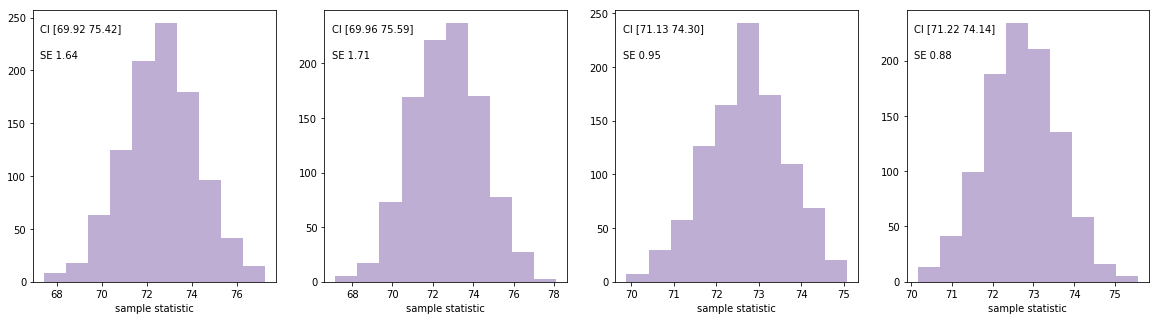 250
200
150
100
50
0
CI [69.92 75.42]
SE 1.64
68 70 72 74 76
sample statistic
200
150
100
50
0
CI [69.96 75.59]
SE 1.71
68 70 72 74 76 78
sample statistic
250
200
150
100
50
0
CI [71.13 74.30]
SE 0.95
70 71 72 73 74 75
sample statistic
200
150
100
50
0
CI [71.22 74.14]
SE 0.88
70 71 72 73 74 75
sample statistic